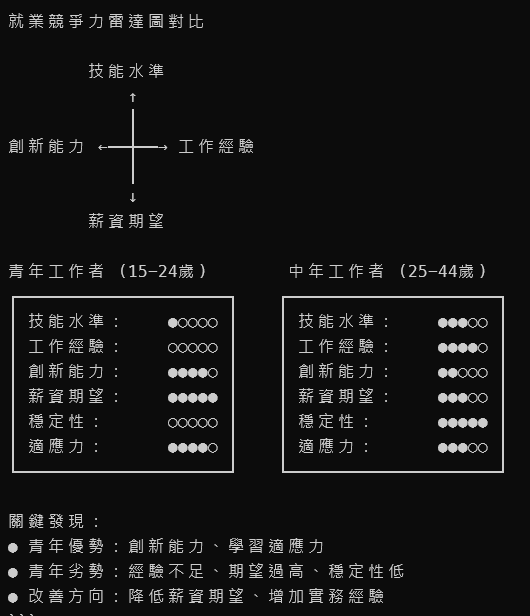 就業競爭力雷達圖對比
技能水準
↑
創新能力 ←┼→ 工作經驗
↓
薪資期望
青年工作者 (15-24歲) 中年工作者 (25-44歲)
技能水準: ●○○○○ 技能水準: ●●●○○
工作經驗: ○○○○○ 工作經驗: ●●●●○
創新能力: ●●●●○ 創新能力: ●●○○○
薪資期望: ●●●●● 薪資期望: ●●●○○
穩定性: ○○○○○ 穩定性: ●●●●●
適應力: ●●●●○ 適應力: ●●●○○
關鍵發現:
● 青年優勢:創新能力、學習適應力
● 青年劣勢:經驗不足、期望過高、穩定性低
● 改善方向:降低薪資期望、增加實務經驗